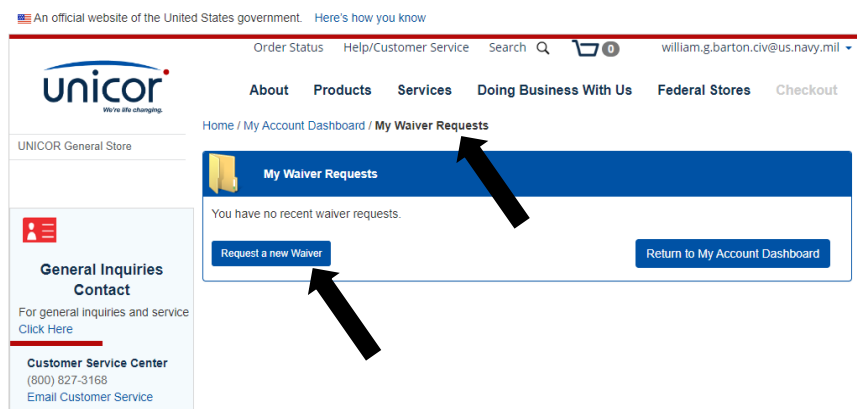 An official website of the United States government. Here's how you know
Order Status Help/Customer Service Search 0 william.g.barton.civ@us.navy.mil
unicor
We're life changing.
About Products Services Doing Business With Us Federal Stores Checkout
Home / My Account Dashboard / My Waiver Requests
UNICOR General Store
My Waiver Requests
You have no recent waiver requests.
Request a new Waiver Return to My Account Dashboard
General Inquiries
Contact
For general inquiries and service
Click Here
Customer Service Center
(800) 827-3168
Email Customer Service